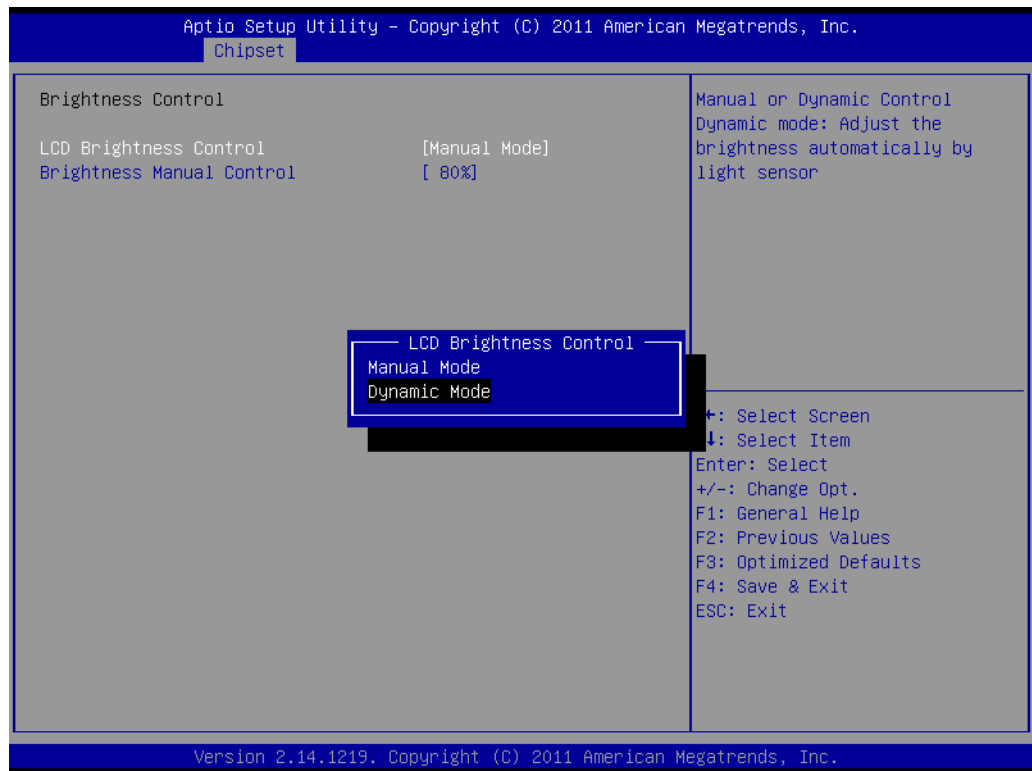 Aptio Setup Utility – Copyright (C) 2011 American Megatrends, Inc.
Chipset
Brightness Control
LCD Brightness Control [Manual Mode]
Brightness Manual Control [ 80%]
Manual or Dynamic Control
Dynamic mode: Adjust the
brightness automatically by
light sensor
LCD Brightness Control
Manual Mode
Dynamic Mode
: Select Screen
: Select Item
Enter: Select
+/-: Change Opt.
F1: General Help
F2: Previous Values
F3: Optimized Defaults
F4: Save & Exit
ESC: Exit
Version 2.14.1219. Copyright (C) 2011 American Megatrends, Inc.